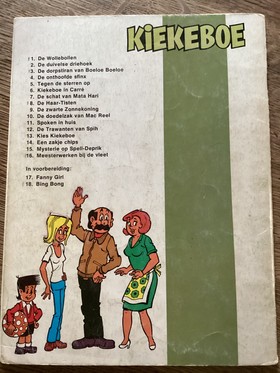 KIEKEBOE
1. De Wollebollen
2. De duivelse driehoek
3. De dorpstiran van Boeloe Boeloe
4. De onthoofde sfinx
5. Tegen de sterren op
6. Kiekeboe in Carre
7. De schat van Mata Hari
8. De Haar-Tisten
9. De zwarte Zonnekoning
10. De doedelzak van Mac Reel
11. Spoken in huis
12. De Trawanten van Spih
13. Kies Kiekeboe
14. Een zakje chips
15. Mysterie op Spell-Deprik
16. Meesterwerken bij de vleet
In voorbereiding:
17. Fanny Girl
18. Bing Bong